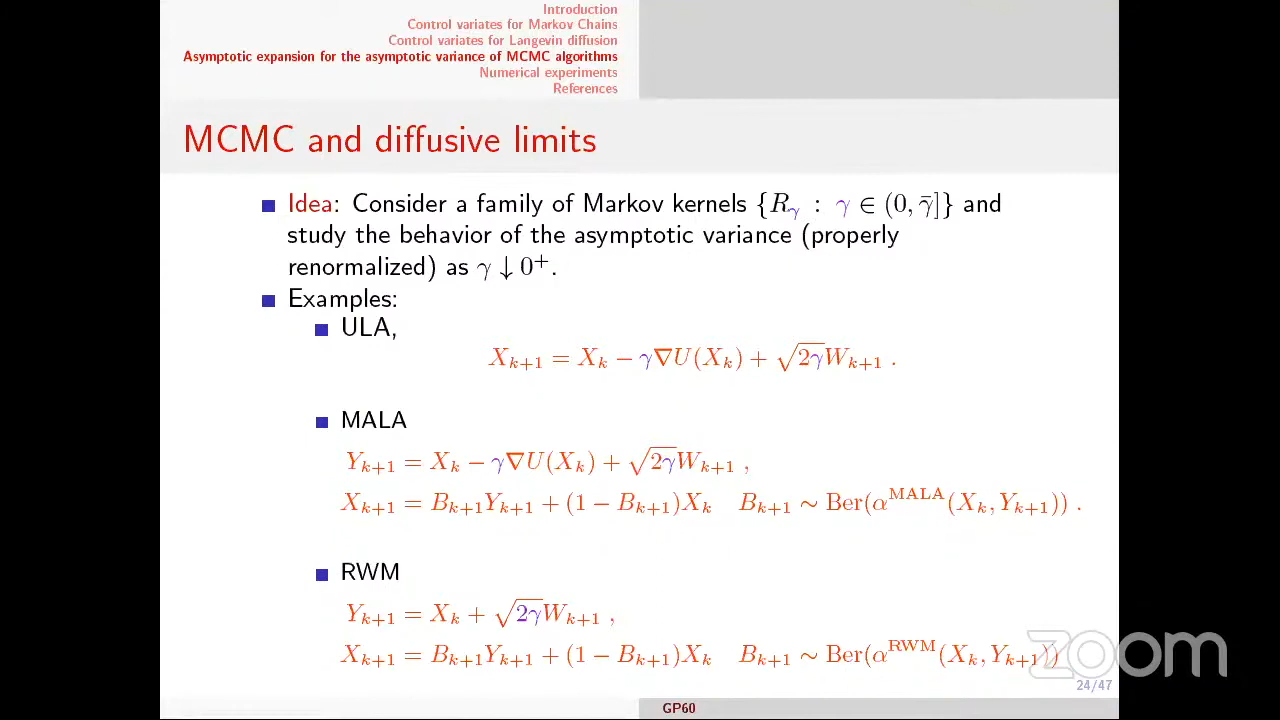 Introduction
Control variates for Markov Chains
Control variates for Langevin diffusion
Asymptotic expansion for the asymptotic variance of MCMC algorithms
Numerical experiments
References
MCMC and diffusive limits
Idea: Consider a family of Markov kernels {R_γ : γ ∈ (0, γ̄]} and
study the behavior of the asymptotic variance (properly
renormalized) as γ ↓ 0⁺.
Examples:
ULA,
X_{k+1} = X_k − γ∇U(X_k) + √(2γ)W_{k+1} .
MALA
Y_{k+1} = X_k − γ∇U(X_k) + √(2γ)W_{k+1} ,
X_{k+1} = B_{k+1}Y_{k+1} + (1 − B_{k+1})X_k B_{k+1} ∼ Ber(α^{MALA}(X_k, Y_{k+1})) .
RWM
Y_{k+1} = X_k + √(2γ)W_{k+1} ,
X_{k+1} = B_{k+1}Y_{k+1} + (1 − B_{k+1})X_k B_{k+1} ∼ Ber(α^{RWM}(X_k, Y_{k+1}))
zoom
24/47
GP60